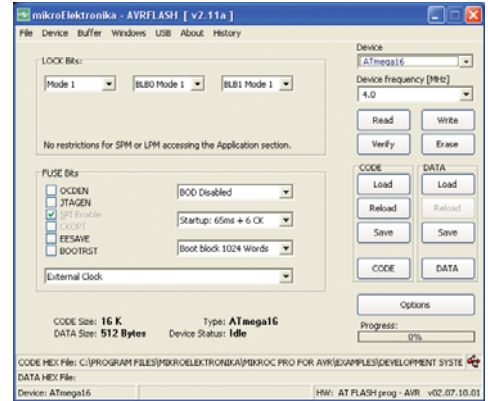 mikroElektronika - AVRFLASH [ v2.11a ]
File Device Buffer Windows USB About History
LOCK Bits:
Mode 1 BLB0 Mode 1 BLB1 Mode 1
No restrictions for SPM or LPM accessing the Application section.
FUSE Bits
OCDEN
JTAGEN
SPI Enable
CKOPT
EESAVE
BOOTRST
BOD Disabled
Startup: 65ms + 6 CK
Boot block 1024 Words
External Clock
CODE Size: 16 K Type: ATmega16
DATA Size: 512 Bytes Device Status: Idle
Device
ATmega16
Device frequency [MHz]
4.0
Read Write
Verify Erase
CODE DATA
Load Load
Reload Reload
Save Save
CODE DATA
Options
Progress:
0%
CODE HEX File: C:\PROGRAM FILES\MIKROELEKTRONIKA\MIKROC PRO FOR AVR\EXAMPLES\DEVELOPMENT SYSTE
DATA HEX File:
Device: ATmega16 HW: AT FLASH prog - AVR v02.07.10.01